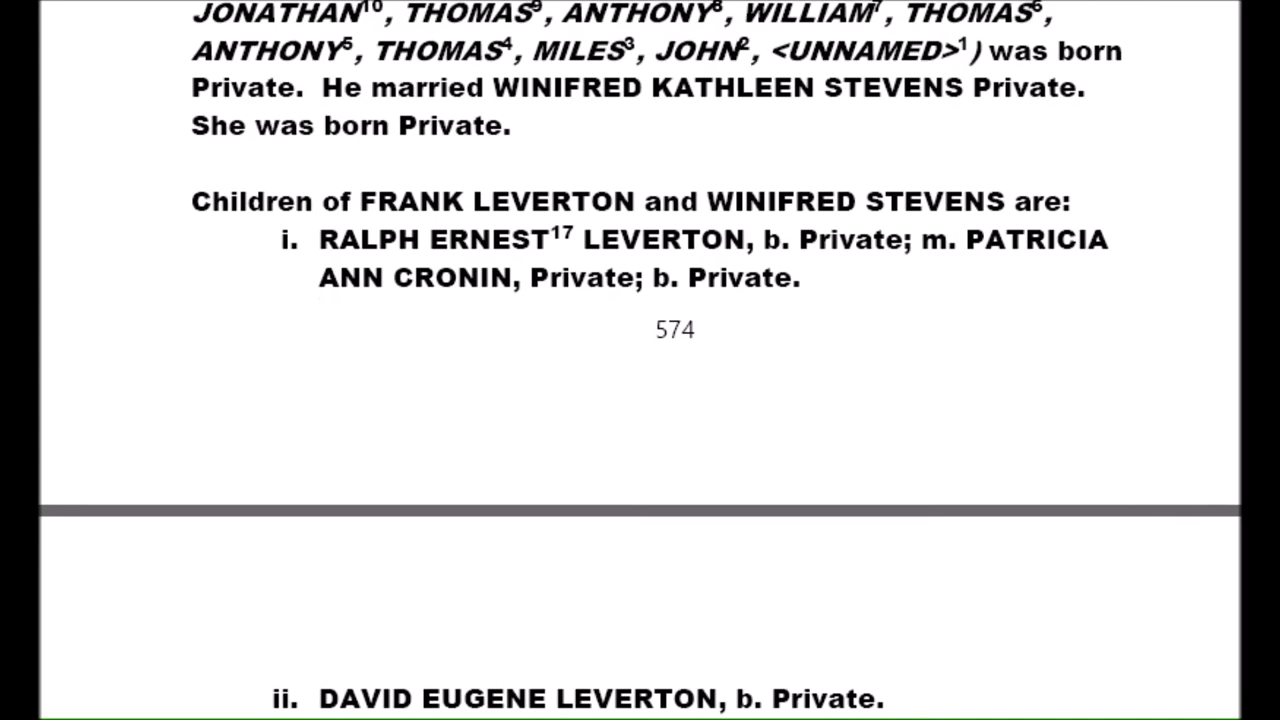 JONATHAN¹⁰, THOMAS⁹, ANTHONY⁸, WILLIAM⁷, THOMAS⁶,
ANTHONY⁵, THOMAS⁴, MILES³, JOHN², <UNNAMED>¹) was born
Private. He married WINIFRED KATHLEEN STEVENS Private.
She was born Private.
Children of FRANK LEVERTON and WINIFRED STEVENS are:
i. RALPH ERNEST¹⁷ LEVERTON, b. Private; m. PATRICIA
ANN CRONIN, Private; b. Private.
574
ii. DAVID EUGENE LEVERTON, b. Private.